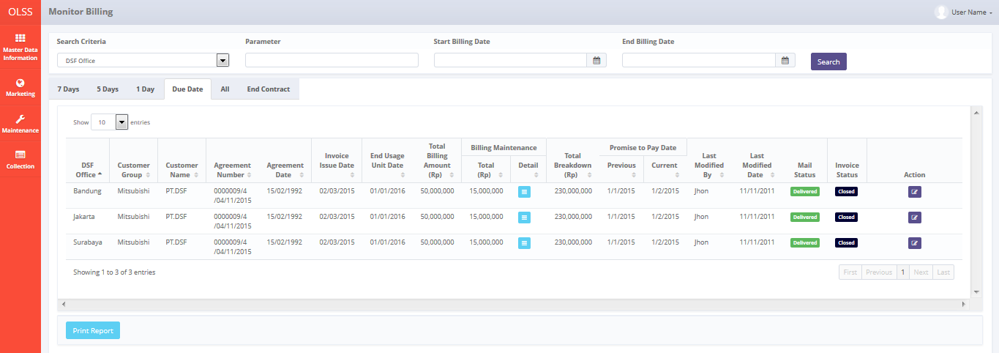 OLSS
Monitor Billing
User Name
Master Data
Information
Marketing
Maintenance
Collection
Search Criteria
Parameter
Start Billing Date
End Billing Date
DSF Office
Search
7 Days
5 Days
1 Day
Due Date
All
End Contract
Show 10 entries
DSF
Office
Customer
Group
Customer
Name
Agreement
Number
Agreement
Date
Invoice
Issue Date
End Usage
Unit Date
Total
Billing
Amount
(Rp)
Billing Maintenance
Total
(Rp)
Detail
Total
Breakdown
(Rp)
Promise to Pay Date
Previous
Current
Last
Modified
By
Last
Modified
Date
Mail
Status
Invoice
Status
Action
Bandung Mitsubishi PT.DSF 0000009/4 15/02/1992 02/03/2015 01/01/2016 50,000,000 15,000,000 230,000,000 1/1/2015 1/2/2015 Jhon 11/11/2011 Delivered Closed
/04/11/2015
Jakarta Mitsubishi PT.DSF 0000009/4 15/02/1992 02/03/2015 01/01/2016 50,000,000 15,000,000 230,000,000 1/1/2015 1/2/2015 Jhon 11/11/2011 Delivered Closed
/04/11/2015
Surabaya Mitsubishi PT.DSF 0000009/4 15/02/1992 02/03/2015 01/01/2016 50,000,000 15,000,000 230,000,000 1/1/2015 1/2/2015 Jhon 11/11/2011 Delivered Closed
/04/11/2015
Showing 1 to 3 of 3 entries
First Previous 1 Next Last
Print Report